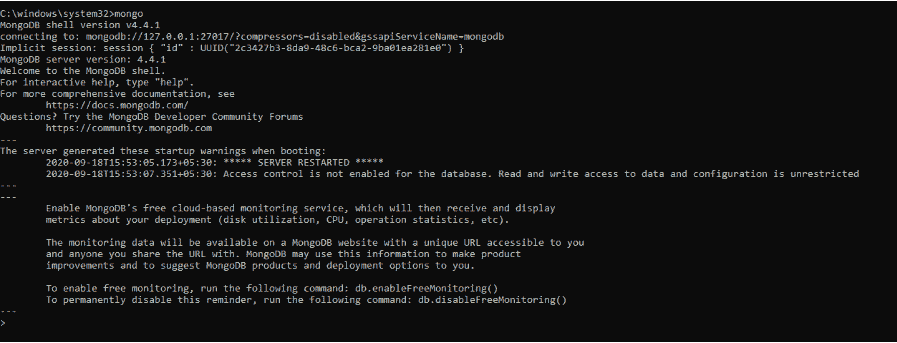 C:\windows\system32>mongo
MongoDB shell version v4.4.1
connecting to: mongodb://127.0.0.1:27017/?compressors=disabled&gssapiServiceName=mongodb
Implicit session: session { "id" : UUID("2c3427b3-8da9-48c6-bca2-9ba01ea281e0") }
MongoDB server version: 4.4.1
Welcome to the MongoDB shell.
For interactive help, type "help".
For more comprehensive documentation, see
        https://docs.mongodb.com/
Questions? Try the MongoDB Developer Community Forums
        https://community.mongodb.com
---
The server generated these startup warnings when booting:
        2020-09-18T15:53:05.173+05:30: ***** SERVER RESTARTED *****
        2020-09-18T15:53:07.351+05:30: Access control is not enabled for the database. Read and write access to data and configuration is unrestricted
---
---
        Enable MongoDB's free cloud-based monitoring service, which will then receive and display
        metrics about your deployment (disk utilization, CPU, operation statistics, etc).

        The monitoring data will be available on a MongoDB website with a unique URL accessible to you
        and anyone you share the URL with. MongoDB may use this information to make product
        improvements and to suggest MongoDB products and deployment options to you.

        To enable free monitoring, run the following command: db.enableFreeMonitoring()
        To permanently disable this reminder, run the following command: db.disableFreeMonitoring()
---
>